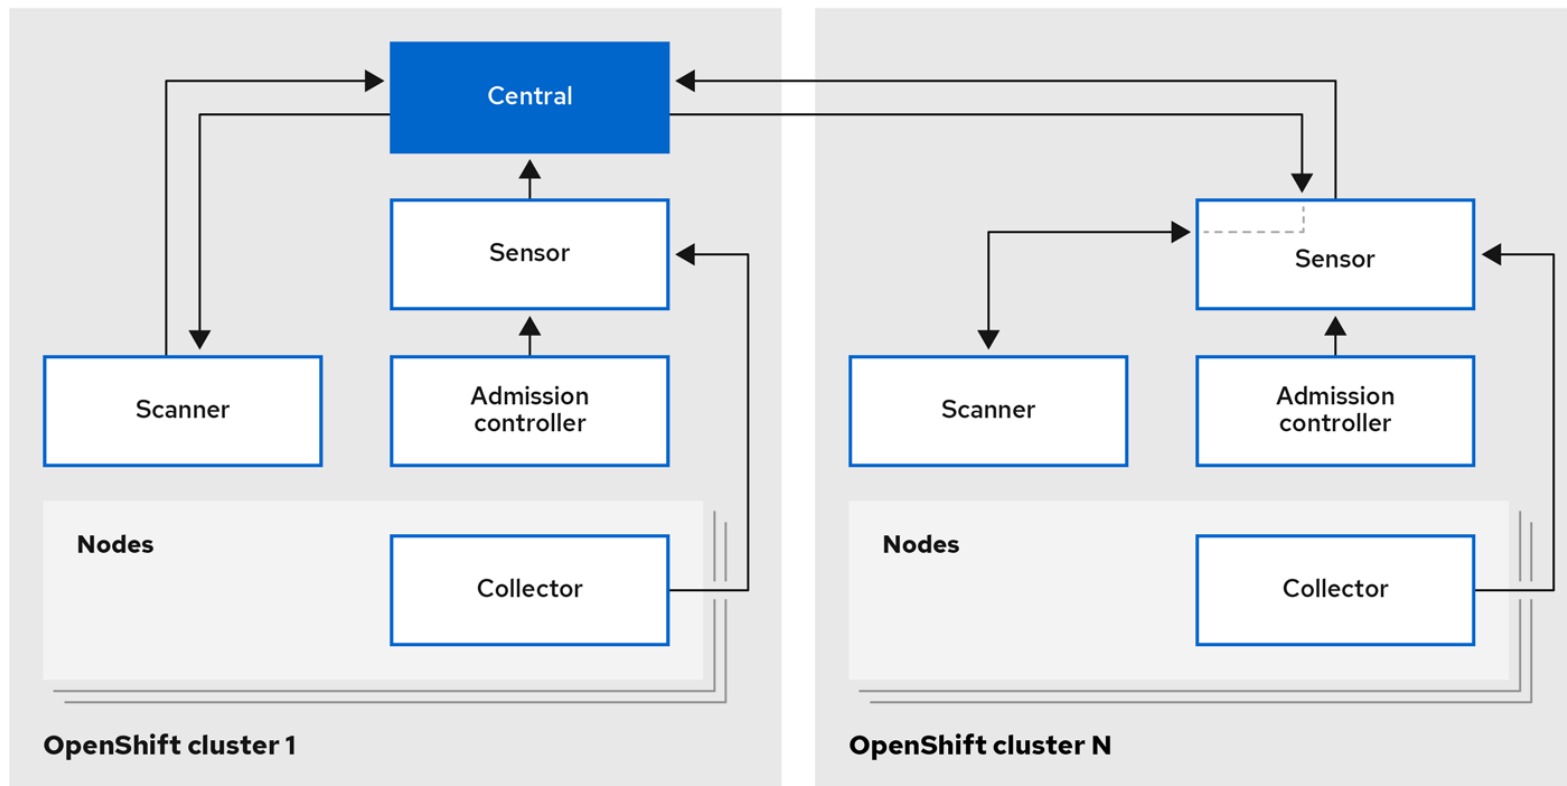 Central
Sensor
Scanner
Admission
controller
Nodes
Collector
OpenShift cluster 1
Sensor
Scanner
Admission
controller
Nodes
Collector
OpenShift cluster N